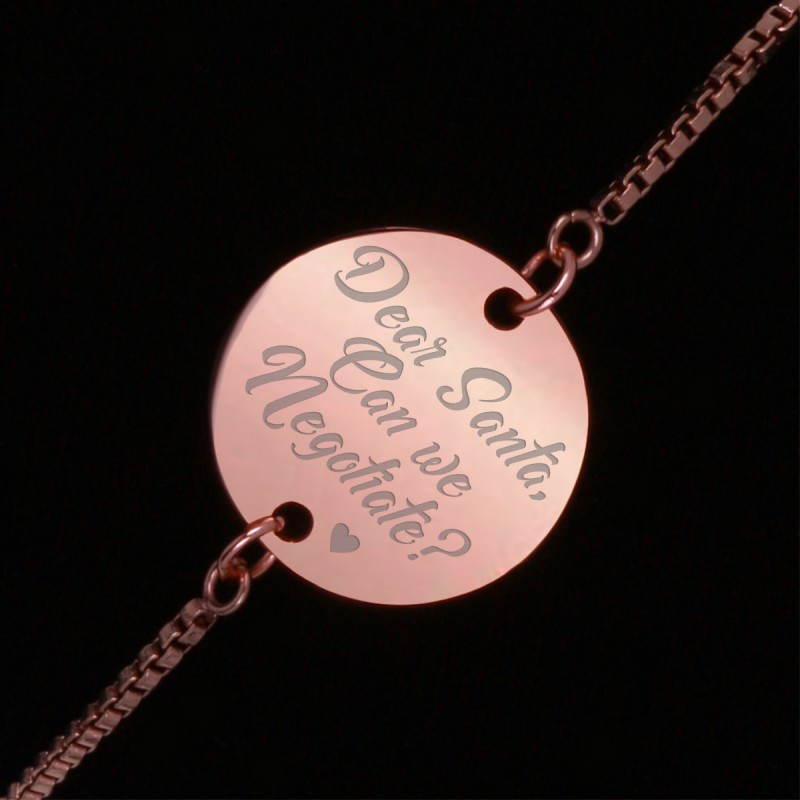 Dear Santa,
Can we
Negotiate?